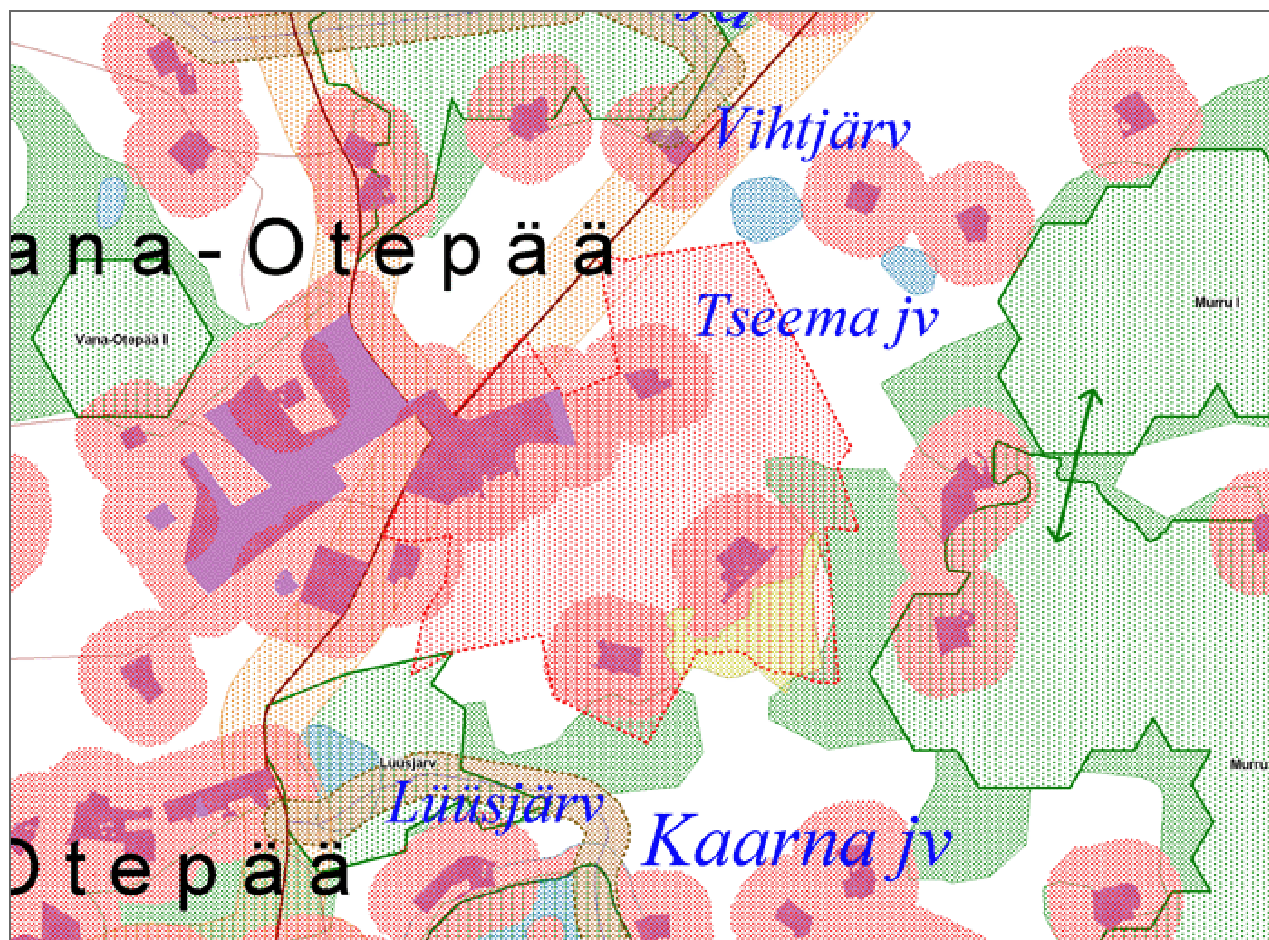 Vihtjärv
ana-Otepää
Murru I
Tseema jv
Vana-Otepää II
Luusjärv
Murru
Lüüsjärv
Kaarna jv
Otepää